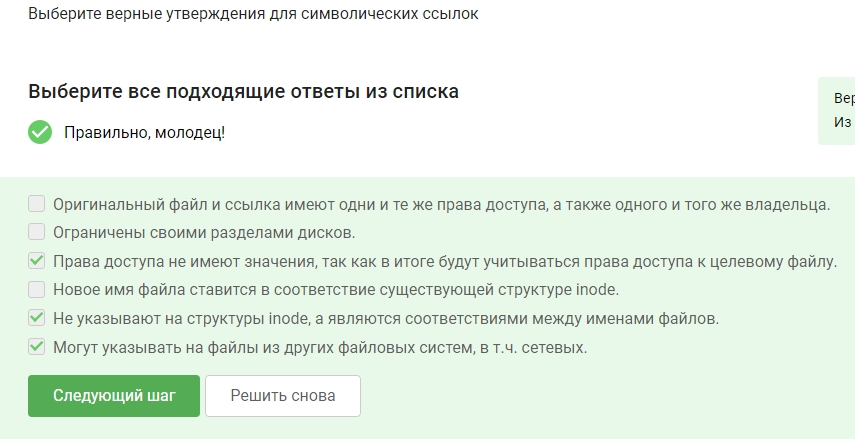 Выберите верные утверждения для символических ссылок
Выберите все подходящие ответы из списка
Вер
Правильно, молодец!
Из
Оригинальный файл и ссылка имеют одни и те же права доступа, а также одного и того же владельца.
Ограничены своими разделами дисков.
Права доступа не имеют значения, так как в итоге будут учитываться права доступа к целевому файлу.
Новое имя файла ставится в соответствие существующей структуре inode.
Не указывают на структуры inode, а являются соответствиями между именами файлов.
Могут указывать на файлы из других файловых систем, в т.ч. сетевых.
Следующий шаг
Решить снова